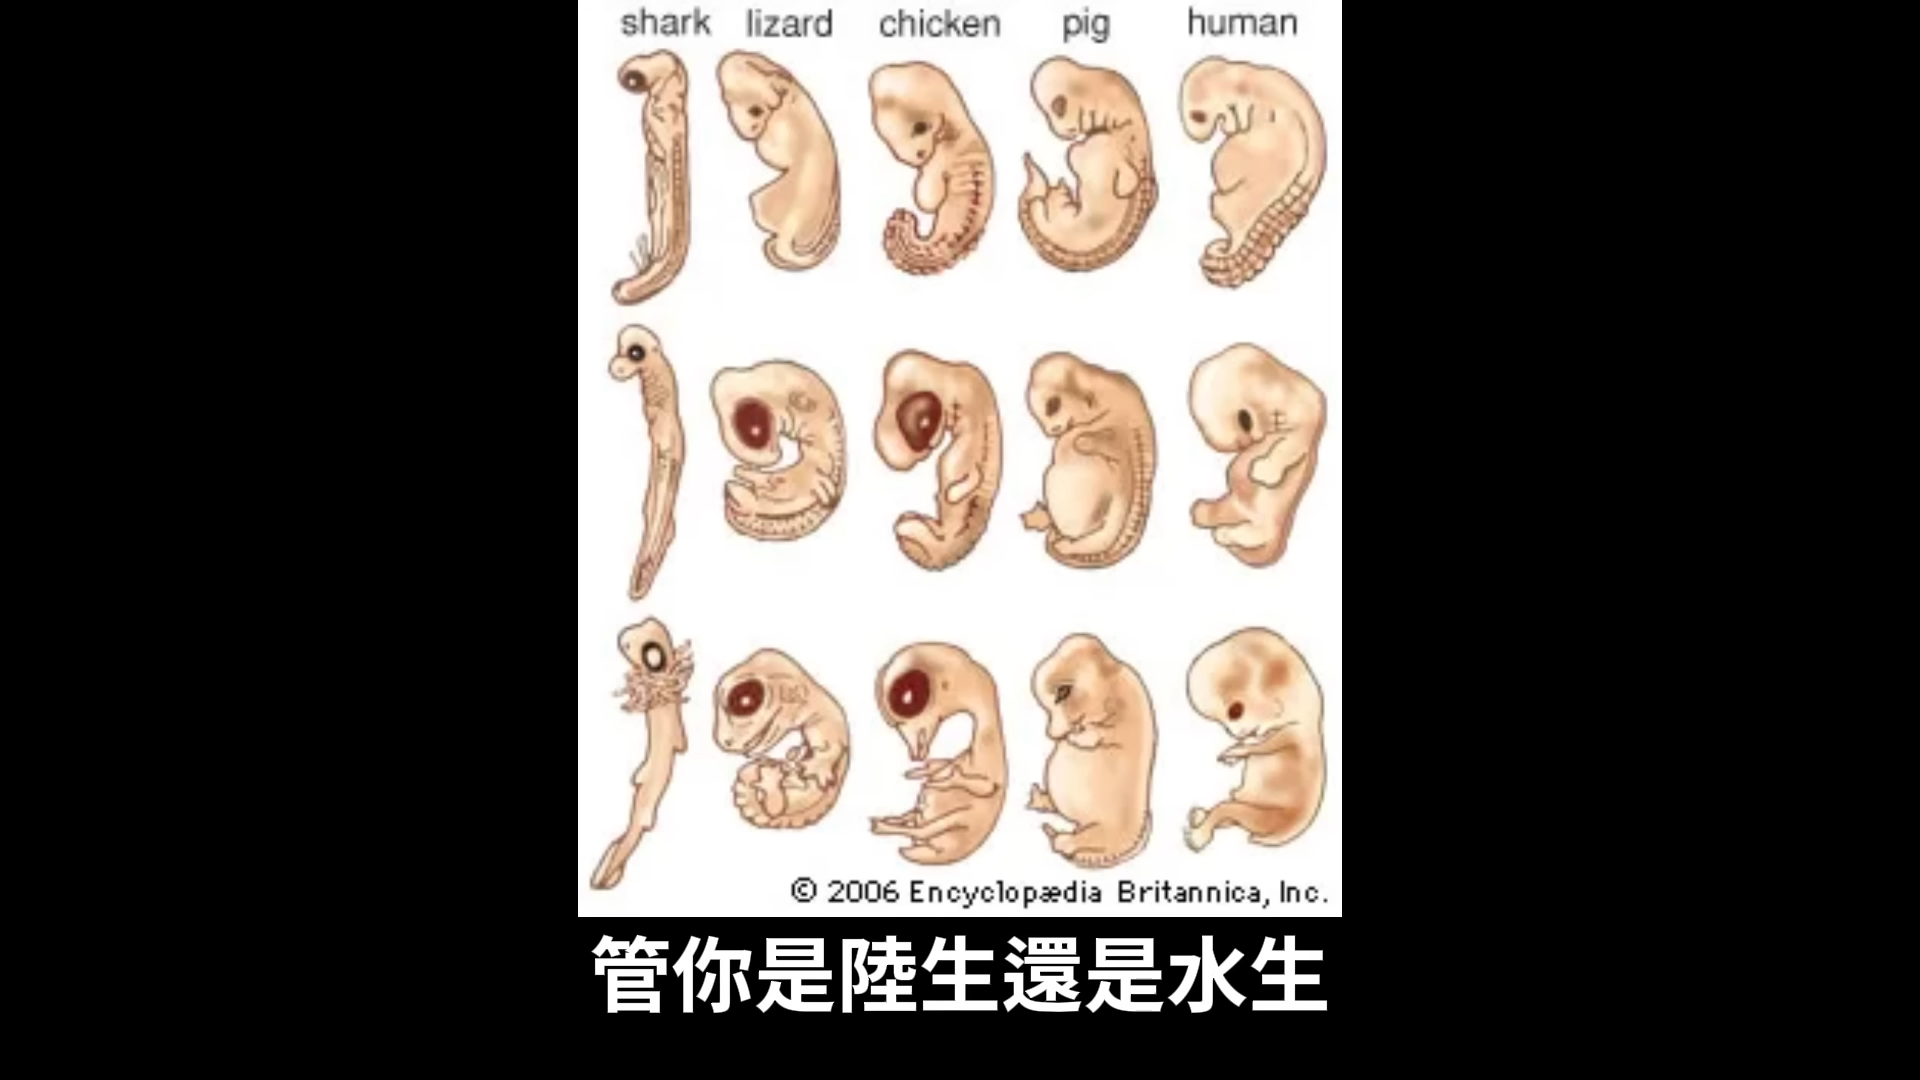 shark lizard chicken pig human
© 2006 Encyclopædia Britannica, Inc.
管你是陸生還是水生